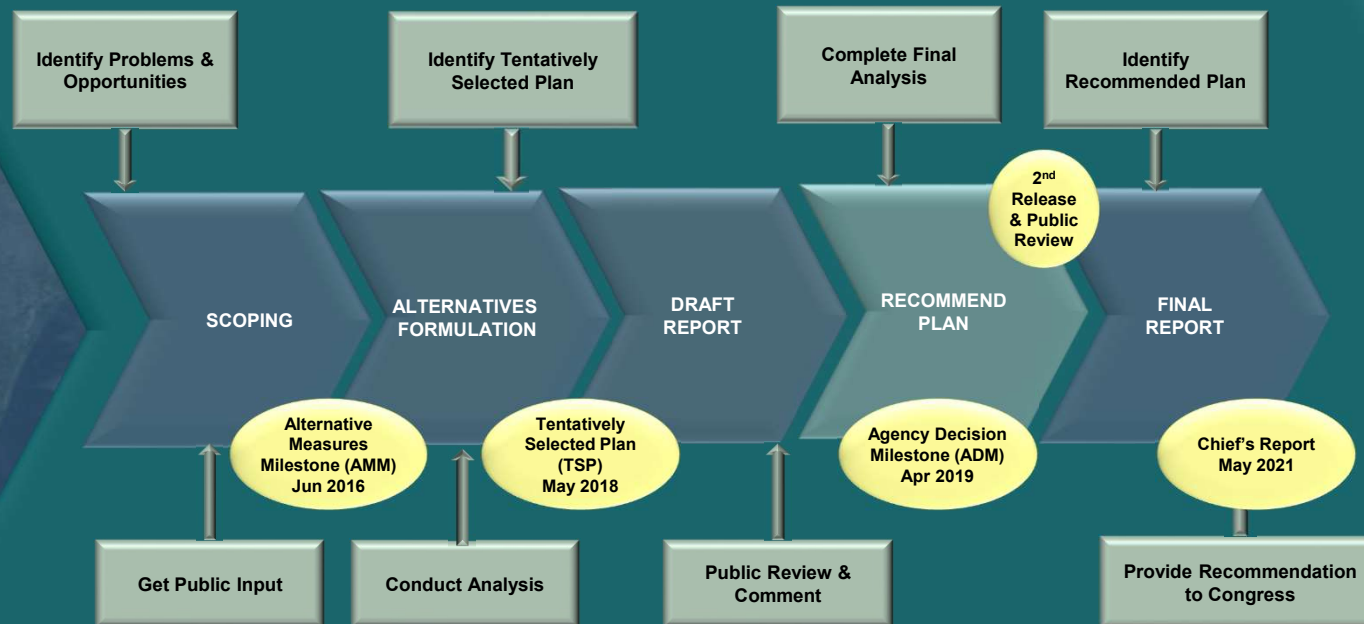 Identify Problems &
Opportunities
Identify Tentatively
Selected Plan
Complete Final
Analysis
Identify
Recommended Plan
2nd
Release
& Public
Review
SCOPING
ALTERNATIVES
FORMULATION
DRAFT
REPORT
RECOMMEND
PLAN
FINAL
REPORT
Alternative
Measures
Milestone (AMM)
Jun 2016
Tentatively
Selected Plan
(TSP)
May 2018
Agency Decision
Milestone (ADM)
Apr 2019
Chief's Report
May 2021
Get Public Input
Conduct Analysis
Public Review &
Comment
Provide Recommendation
to Congress